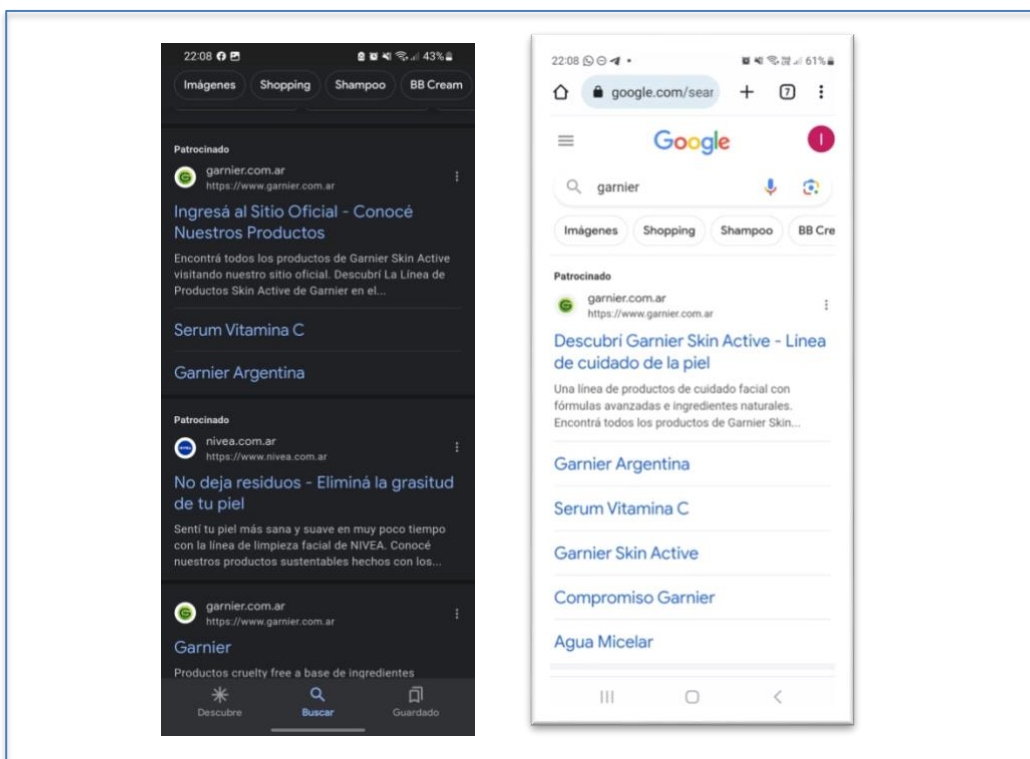 22:08
43%
Imágenes Shopping Shampoo BB Cream
Patrocinado
garnier.com.ar
https://www.garnier.com.ar
Ingresá al Sitio Oficial - Conocé
Nuestros Productos
Encontrá todos los productos de Garnier Skin Active
visitando nuestro sitio oficial. Descubrí La Línea de
Productos Skin Active de Garnier en el...
Serum Vitamina C
Garnier Argentina
Patrocinado
nivea.com.ar
https://www.nivea.com.ar
No deja residuos - Eliminá la grasitud
de tu piel
Sentí tu piel más sana y suave en muy poco tiempo
con la línea de limpieza facial de NIVEA. Conocé
nuestros productos sustentables hechos con los...
garnier.com.ar
https://www.garnier.com.ar
Garnier
Productos cruelty free a base de ingredientes
Descubre Buscar Guardado
22:08
61%
google.com/sear
7
Google
I
garnier
Imágenes Shopping Shampoo BB Cre
Patrocinado
garnier.com.ar
https://www.garnier.com.ar
Descubrí Garnier Skin Active - Línea
de cuidado de la piel
Una línea de productos de cuidado facial con
fórmulas avanzadas e ingredientes naturales.
Encontrá todos los productos de Garnier Skin...
Garnier Argentina
Serum Vitamina C
Garnier Skin Active
Compromiso Garnier
Agua Micelar